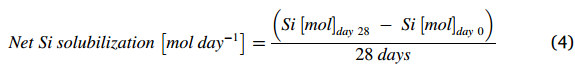 Net Si solubilization [mol day⁻¹] = (Si [mol]day 28 − Si [mol]day 0) / 28 days (4)